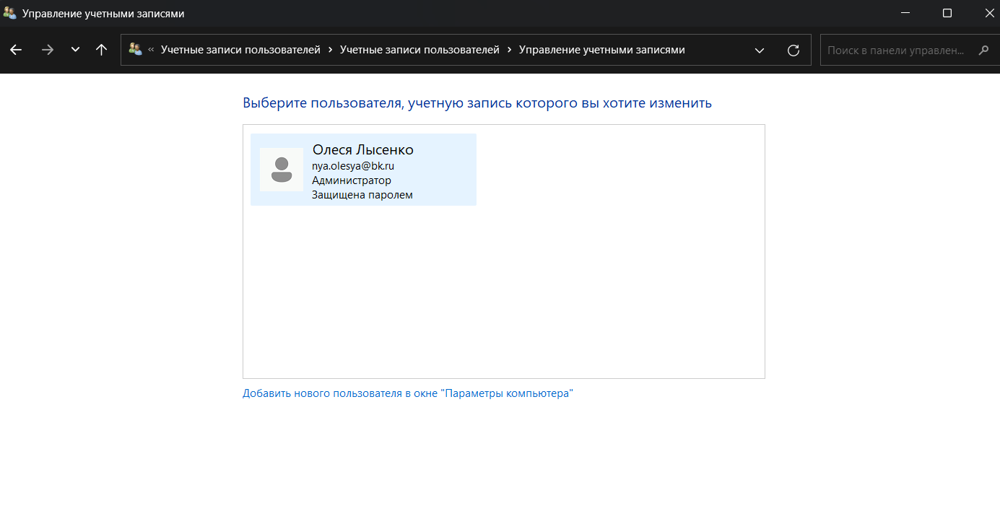 Управление учетными записями
« Учетные записи пользователей › Учетные записи пользователей › Управление учетными записями
Поиск в панели управлен...
Выберите пользователя, учетную запись которого вы хотите изменить
Олеся Лысенко
nya.olesya@bk.ru
Администратор
Защищена паролем
Добавить нового пользователя в окне "Параметры компьютера"